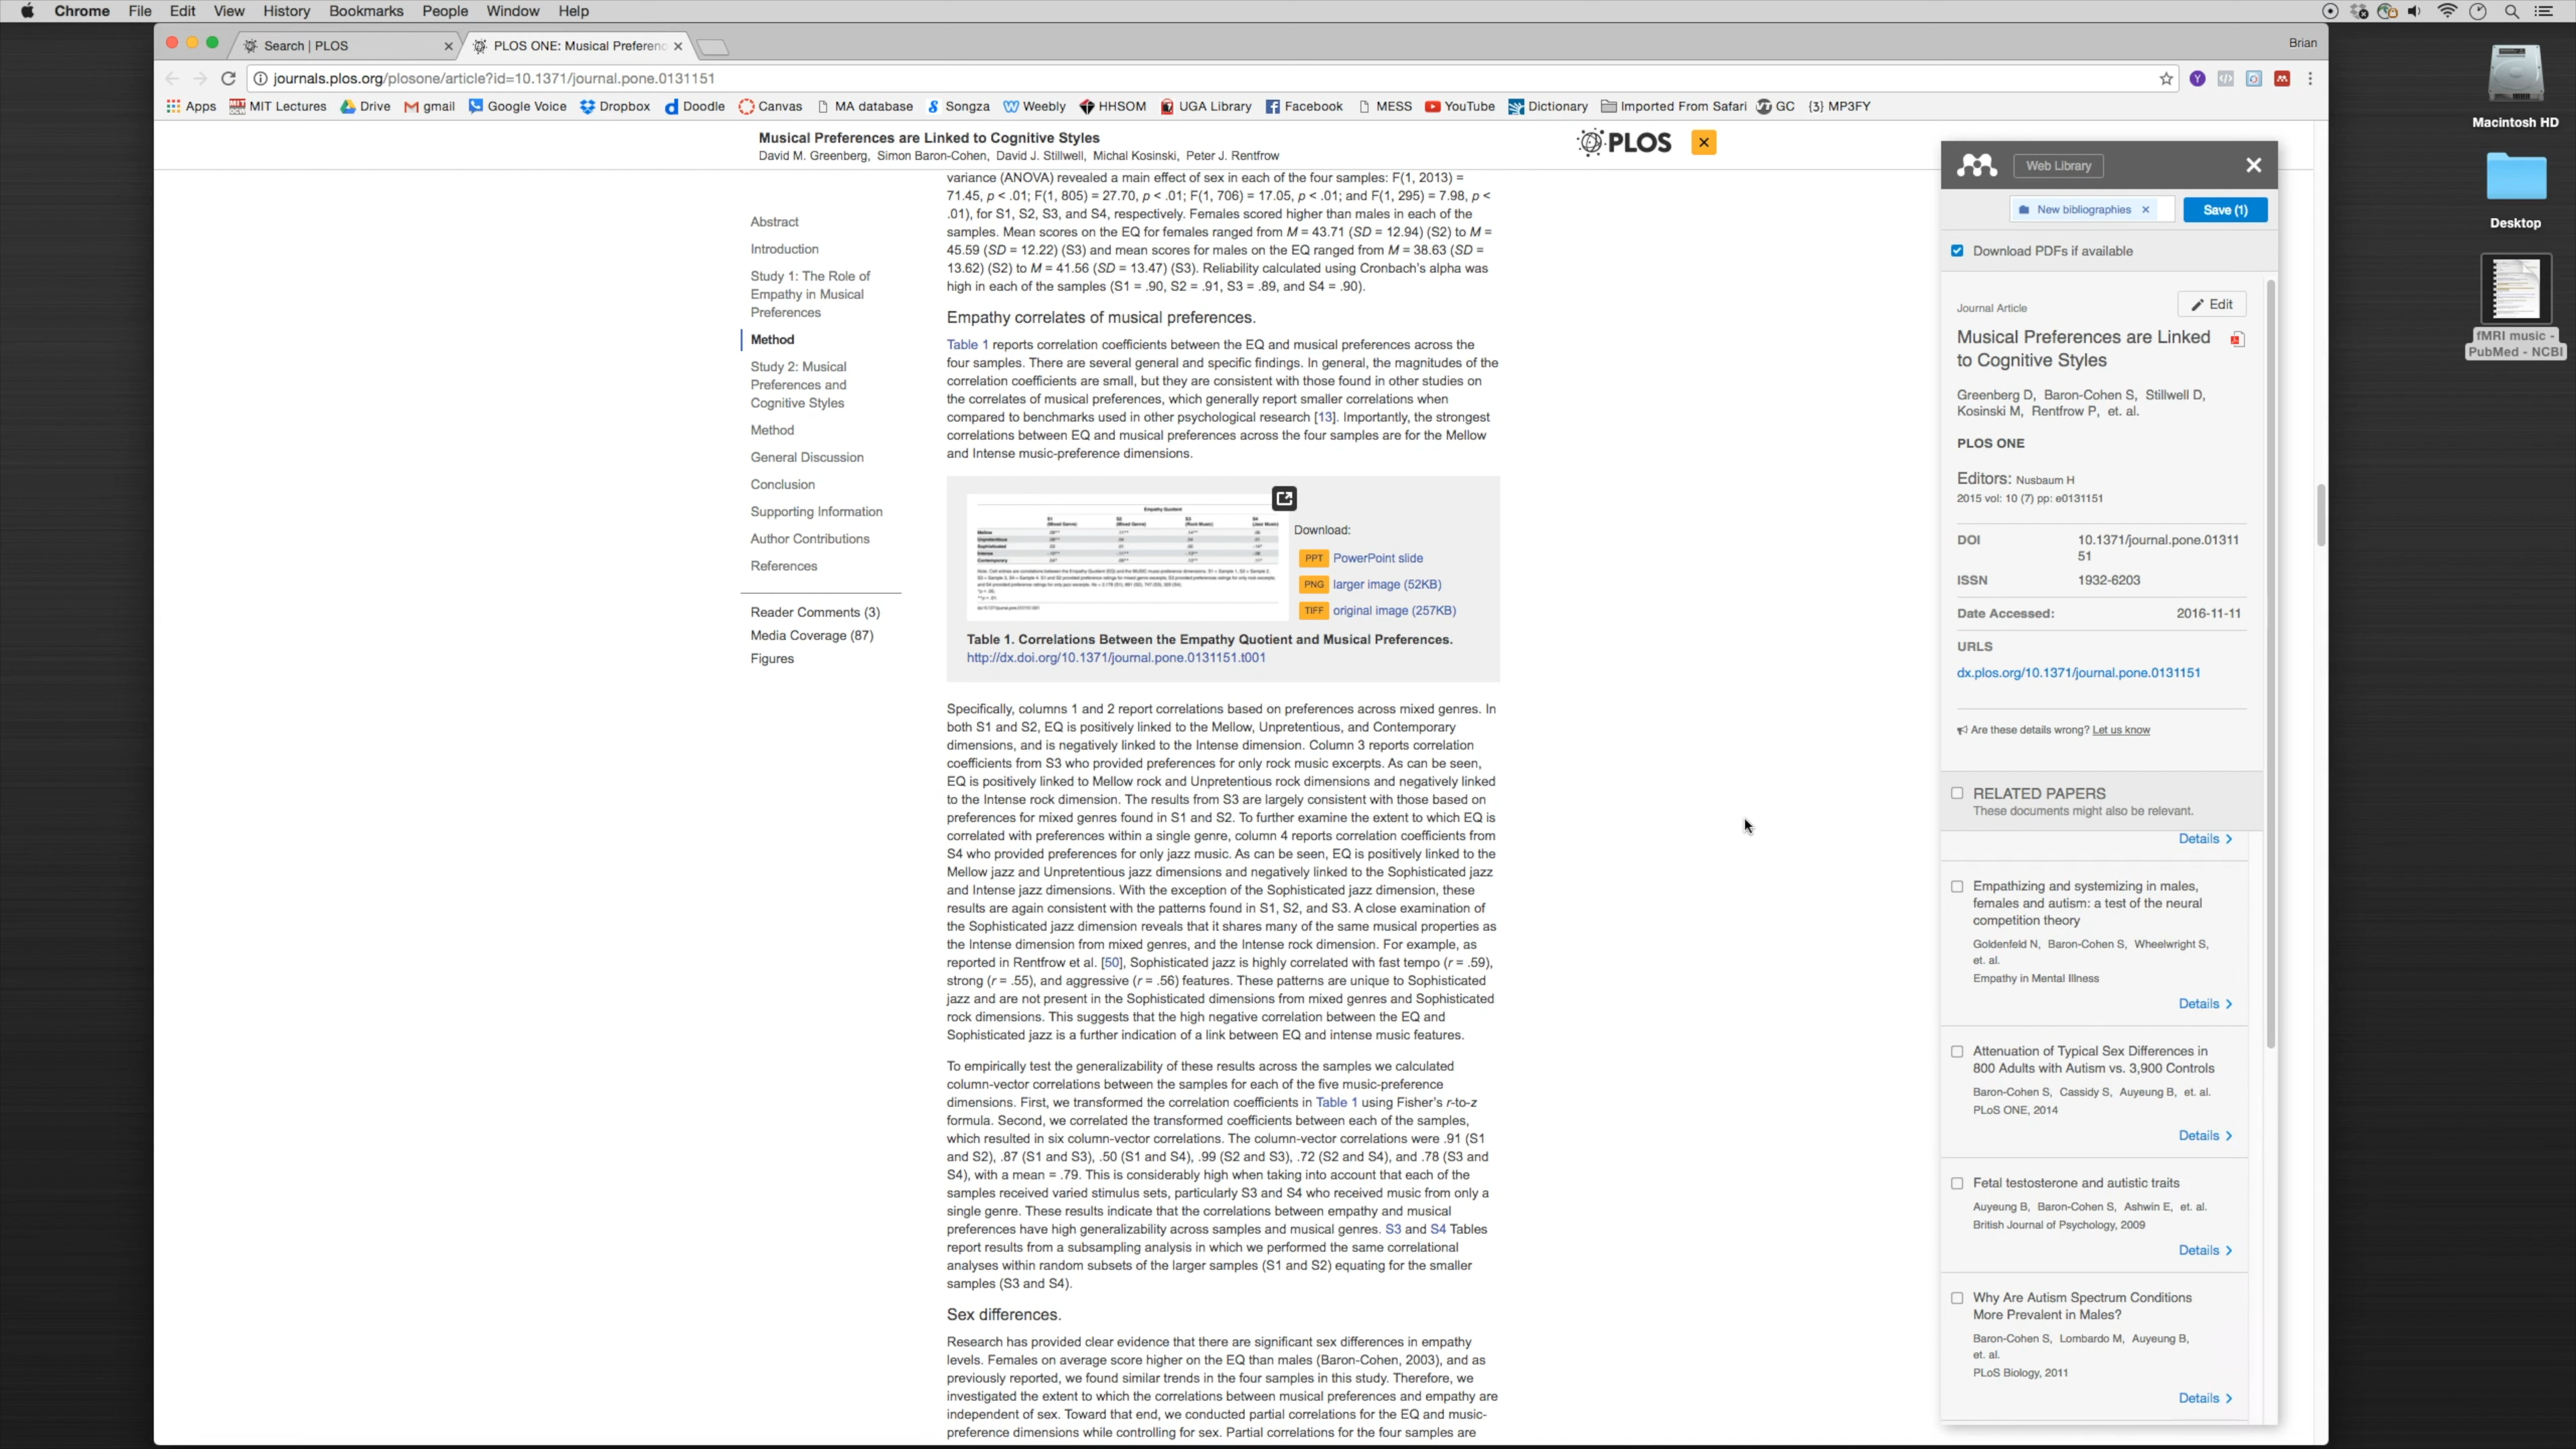 Chrome File Edit View History Bookmarks People Window Help
Search | PLOS
PLOS ONE: Musical Preferenc
Brian
journals.plos.org/plosone/article?id=10.1371/journal.pone.0131151
Apps MIT Lectures Drive gmail Google Voice Dropbox Doodle Canvas MA database Songza Weebly HHSOM UGA Library Facebook MESS YouTube Dictionary Imported From Safari GC {3} MP3FY
Musical Preferences are Linked to Cognitive Styles
David M. Greenberg, Simon Baron-Cohen, David J. Stillwell, Michal Kosinski, Peter J. Rentfrow
PLOS
Abstract
Introduction
Study 1: The Role of
Empathy in Musical
Preferences
Method
Study 2: Musical
Preferences and
Cognitive Styles
Method
General Discussion
Conclusion
Supporting Information
Author Contributions
References
Reader Comments (3)
Media Coverage (87)
Figures
variance (ANOVA) revealed a main effect of sex in each of the four samples: F(1, 2013) =
71.45, p < .01; F(1, 805) = 27.70, p < .01; F(1, 706) = 17.05, p < .01; and F(1, 295) = 7.98, p <
.01), for S1, S2, S3, and S4, respectively. Females scored higher than males in each of the
samples. Mean scores on the EQ for females ranged from M = 43.71 (SD = 12.94) (S2) to M =
45.59 (SD = 12.22) (S3) and mean scores for males on the EQ ranged from M = 38.63 (SD =
13.62) (S2) to M = 41.56 (SD = 13.47) (S3). Reliability calculated using Cronbach's alpha was
high in each of the samples (S1 = .90, S2 = .91, S3 = .89, and S4 = .90).
Empathy correlates of musical preferences.
Table 1 reports correlation coefficients between the EQ and musical preferences across the
four samples. There are several general and specific findings. In general, the magnitudes of the
correlation coefficients are small, but they are consistent with those found in other studies on
the correlates of musical preferences, which generally report smaller correlations when
compared to benchmarks used in other psychological research [13]. Importantly, the strongest
correlations between EQ and musical preferences across the four samples are for the Mellow
and Intense music-preference dimensions.
Empathy Quotient
S1 S2 S3 S4
(Mixed Genre) (Mixed Genre) (Rock Music) (Jazz Music)
Mellow
Unpretentious
Sophisticated
Intense
Contemporary
Download:
PPT PowerPoint slide
PNG larger image (52KB)
TIFF original image (257KB)
Table 1. Correlations Between the Empathy Quotient and Musical Preferences.
http://dx.doi.org/10.1371/journal.pone.0131151.t001
Specifically, columns 1 and 2 report correlations based on preferences across mixed genres. In
both S1 and S2, EQ is positively linked to the Mellow, Unpretentious, and Contemporary
dimensions, and is negatively linked to the Intense dimension. Column 3 reports correlation
coefficients from S3 who provided preferences for only rock music excerpts. As can be seen,
EQ is positively linked to Mellow rock and Unpretentious rock dimensions and negatively linked
to the Intense rock dimension. The results from S3 are largely consistent with those based on
preferences for mixed genres found in S1 and S2. To further examine the extent to which EQ is
correlated with preferences within a single genre, column 4 reports correlation coefficients from
S4 who provided preferences for only jazz music. As can be seen, EQ is positively linked to the
Mellow jazz and Unpretentious jazz dimensions and negatively linked to the Sophisticated jazz
and Intense jazz dimensions. With the exception of the Sophisticated jazz dimension, these
results are again consistent with the patterns found in S1, S2, and S3. A close examination of
the Sophisticated jazz dimension reveals that it shares many of the same musical properties as
the Intense dimension from mixed genres, and the Intense rock dimension. For example, as
reported in Rentfrow et al. [50], Sophisticated jazz is highly correlated with fast tempo (r = .59),
strong (r = .55), and aggressive (r = .56) features. These patterns are unique to Sophisticated
jazz and are not present in the Sophisticated dimensions from mixed genres and Sophisticated
rock dimensions. This suggests that the high negative correlation between the EQ and
Sophisticated jazz is a further indication of a link between EQ and intense music features.
To empirically test the generalizability of these results across the samples we calculated
column-vector correlations between the samples for each of the five music-preference
dimensions. First, we transformed the correlation coefficients in Table 1 using Fisher's r-to-z
formula. Second, we correlated the transformed coefficients between each of the samples,
which resulted in six column-vector correlations. The column-vector correlations were .91 (S1
and S2), .87 (S1 and S3), .50 (S1 and S4), .99 (S2 and S3), .72 (S2 and S4), and .78 (S3 and
S4), with a mean = .79. This is considerably high when taking into account that each of the
samples received varied stimulus sets, particularly S3 and S4 who received music from only a
single genre. These results indicate that the correlations between empathy and musical
preferences have high generalizability across samples and musical genres. S3 and S4 Tables
report results from a subsampling analysis in which we performed the same correlational
analyses within random subsets of the larger samples (S1 and S2) equating for the smaller
samples (S3 and S4).
Sex differences.
Research has provided clear evidence that there are significant sex differences in empathy
levels. Females on average score higher on the EQ than males (Baron-Cohen, 2003), and as
previously reported, we found similar trends in the four samples in this study. Therefore, we
investigated the extent to which the correlations between musical preferences and empathy are
independent of sex. Toward that end, we conducted partial correlations for the EQ and music-
preference dimensions while controlling for sex. Partial correlations for the four samples are
Web Library
New bibliographies
Save (1)
Download PDFs if available
Journal Article
Edit
Musical Preferences are Linked
to Cognitive Styles
Greenberg D, Baron-Cohen S, Stillwell D,
Kosinski M, Rentfrow P, et. al.
PLOS ONE
Editors: Nusbaum H
2015 vol: 10 (7) pp: e0131151
DOI 10.1371/journal.pone.01311
51
ISSN 1932-6203
Date Accessed: 2016-11-11
URLS
dx.plos.org/10.1371/journal.pone.0131151
Are these details wrong? Let us know
RELATED PAPERS
These documents might also be relevant.
Details
Empathizing and systemizing in males,
females and autism: a test of the neural
competition theory
Goldenfeld N, Baron-Cohen S, Wheelwright S,
et. al.
Empathy in Mental Illness
Details
Attenuation of Typical Sex Differences in
800 Adults with Autism vs. 3,900 Controls
Baron-Cohen S, Cassidy S, Auyeung B, et. al.
PLoS ONE, 2014
Details
Fetal testosterone and autistic traits
Auyeung B, Baron-Cohen S, Ashwin E, et. al.
British Journal of Psychology, 2009
Details
Why Are Autism Spectrum Conditions
More Prevalent in Males?
Baron-Cohen S, Lombardo M, Auyeung B,
et. al.
PLoS Biology, 2011
Details
Macintosh HD
Desktop
fMRI music -
PubMed - NCBI